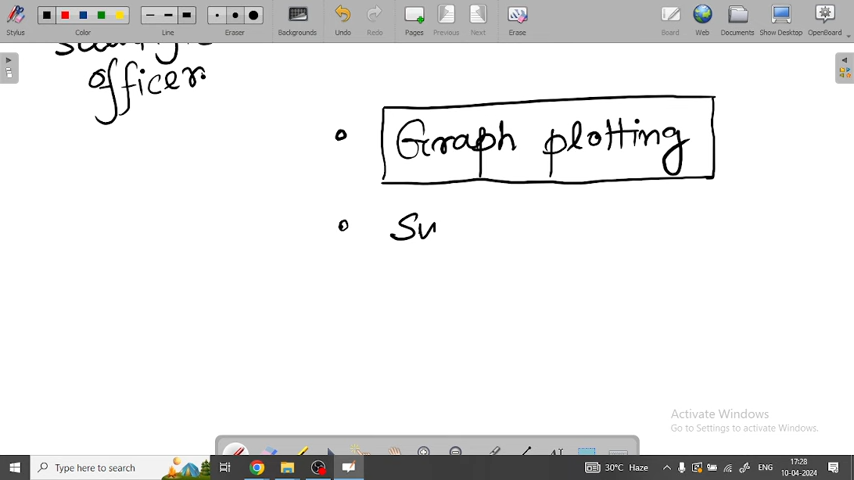 Stylus
Color
Line
Eraser
Backgrounds
Undo
Redo
Pages
Previous
Next
Erase
Board
Web
Documents
Show Desktop
OpenBoard
officer
• Graph plotting
• Su
Activate Windows
Go to Settings to activate Windows.
Type here to search
30°C Haze
ENG
17:28
10-04-2024